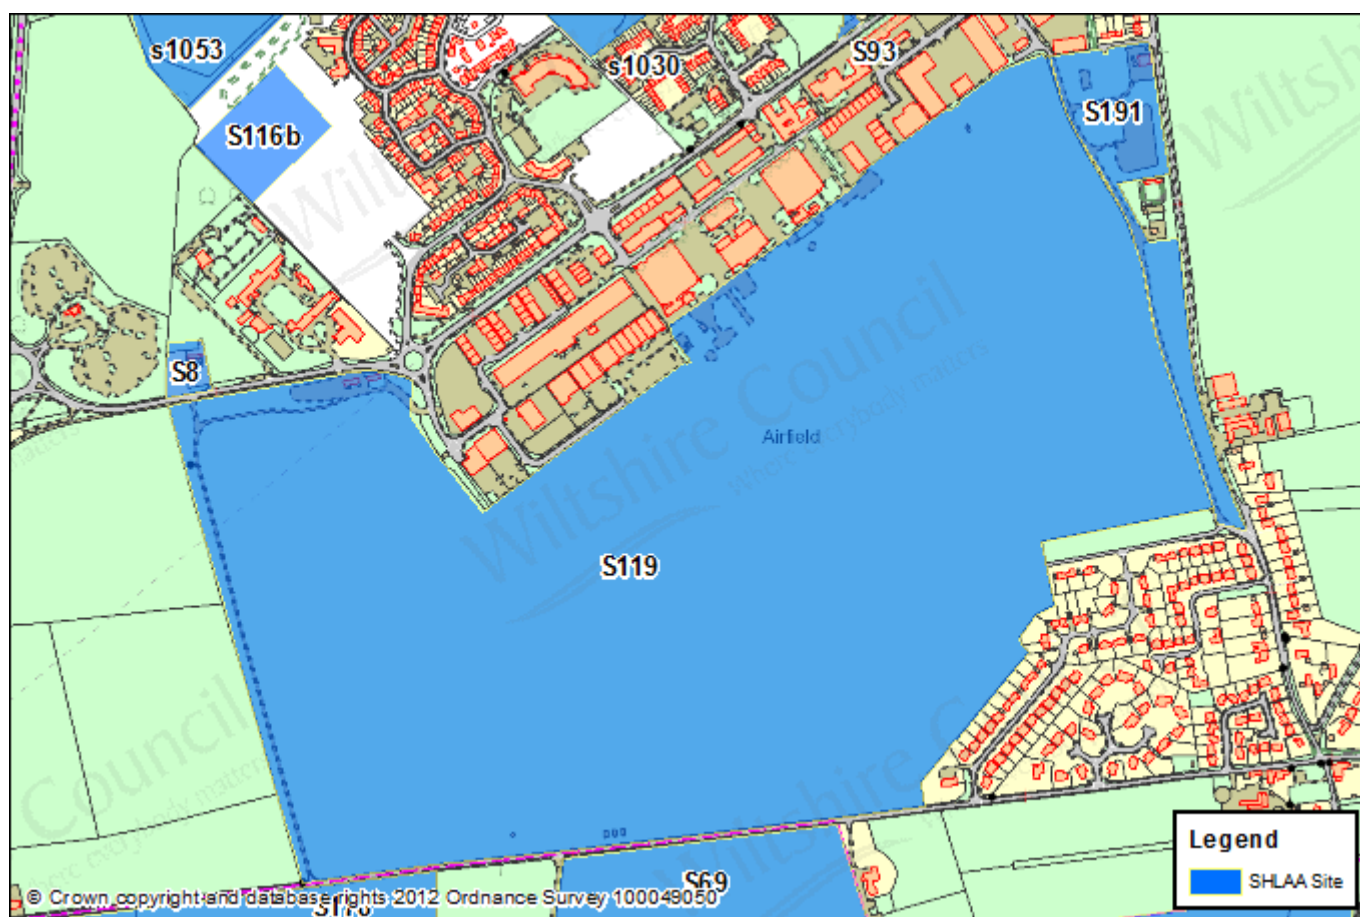 s1053
S93
s1030
S191
S116b
S8
Airfield
S119
Wiltshire Council
Where everybody matters
Legend
SHLAA Site
S69
© Crown copyright and database rights 2012 Ordnance Survey 100049050